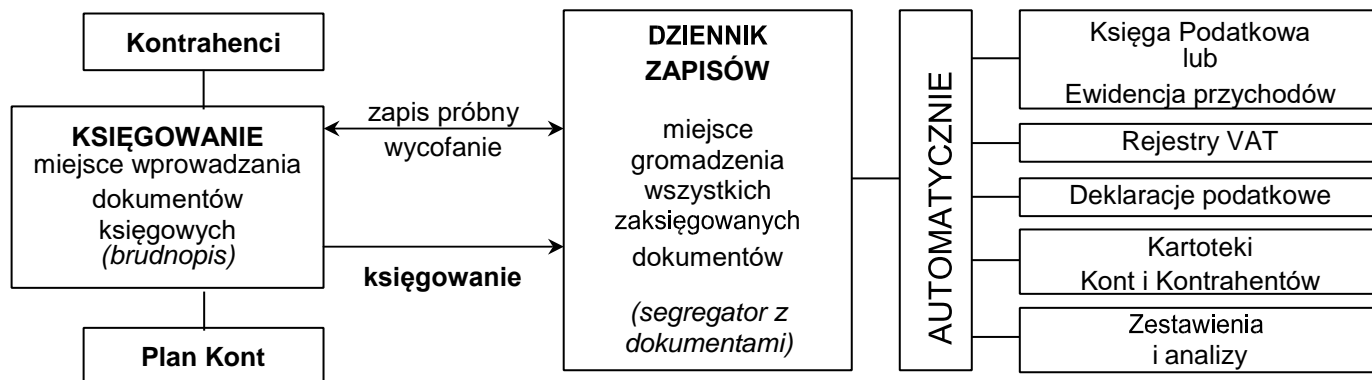 Kontrahenci
KSIĘGOWANIE
miejsce wprowadzania
dokumentów
księgowych
(brudnopis)
Plan Kont
zapis próbny
wycofanie
księgowanie
DZIENNIK
ZAPISÓW
miejsce
gromadzenia
wszystkich
zaksięgowanych
dokumentów
(segregator z
dokumentami)
AUTOMATYCZNIE
Księga Podatkowa
lub
Ewidencja przychodów
Rejestry VAT
Deklaracje podatkowe
Kartoteki
Kont i Kontrahentów
Zestawienia
i analizy